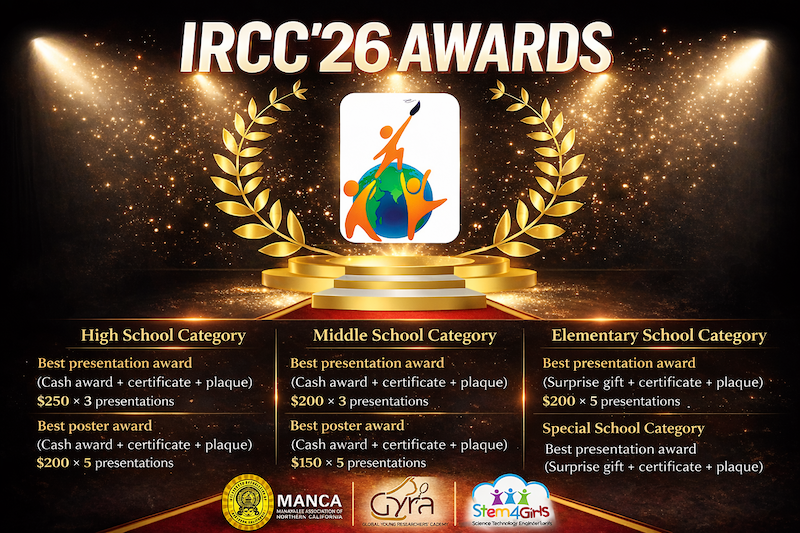 IRCC'26 AWARDS
High School Category
Best presentation award
(Cash award + certificate + plaque)
$250 × 3 presentations
Best poster award
(Cash award + certificate + plaque)
$200 × 5 presentations
Middle School Category
Best presentation award
(Cash award + certificate + plaque)
$200 × 3 presentations
Best poster award
(Cash award + certificate + plaque)
$150 × 5 presentations
Elementary School Category
Best presentation award
(Surprise gift + certificate + plaque)
$200 × 5 presentations
Special School Category
Best presentation award
(Surprise gift + certificate + plaque)
MANCA
NORTHERN CALIFORNIA
Gyra
GLOBAL YOUNG RESEARCHERS'
Stem4Girls
Science Technology